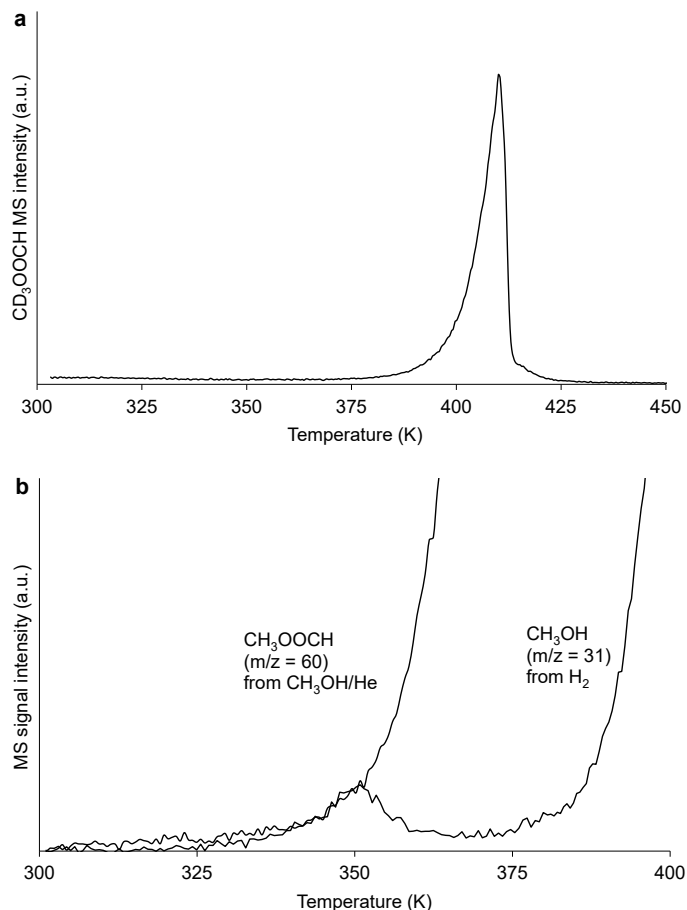 a
CD₃OOCH MS intensity (a.u.)
300 325 350 375 400 425 450
Temperature (K)
b
MS signal intensity (a.u.)
CH₃OOCH
(m/z = 60)
from CH₃OH/He
CH₃OH
(m/z = 31)
from H₂
300 325 350 375 400
Temperature (K)